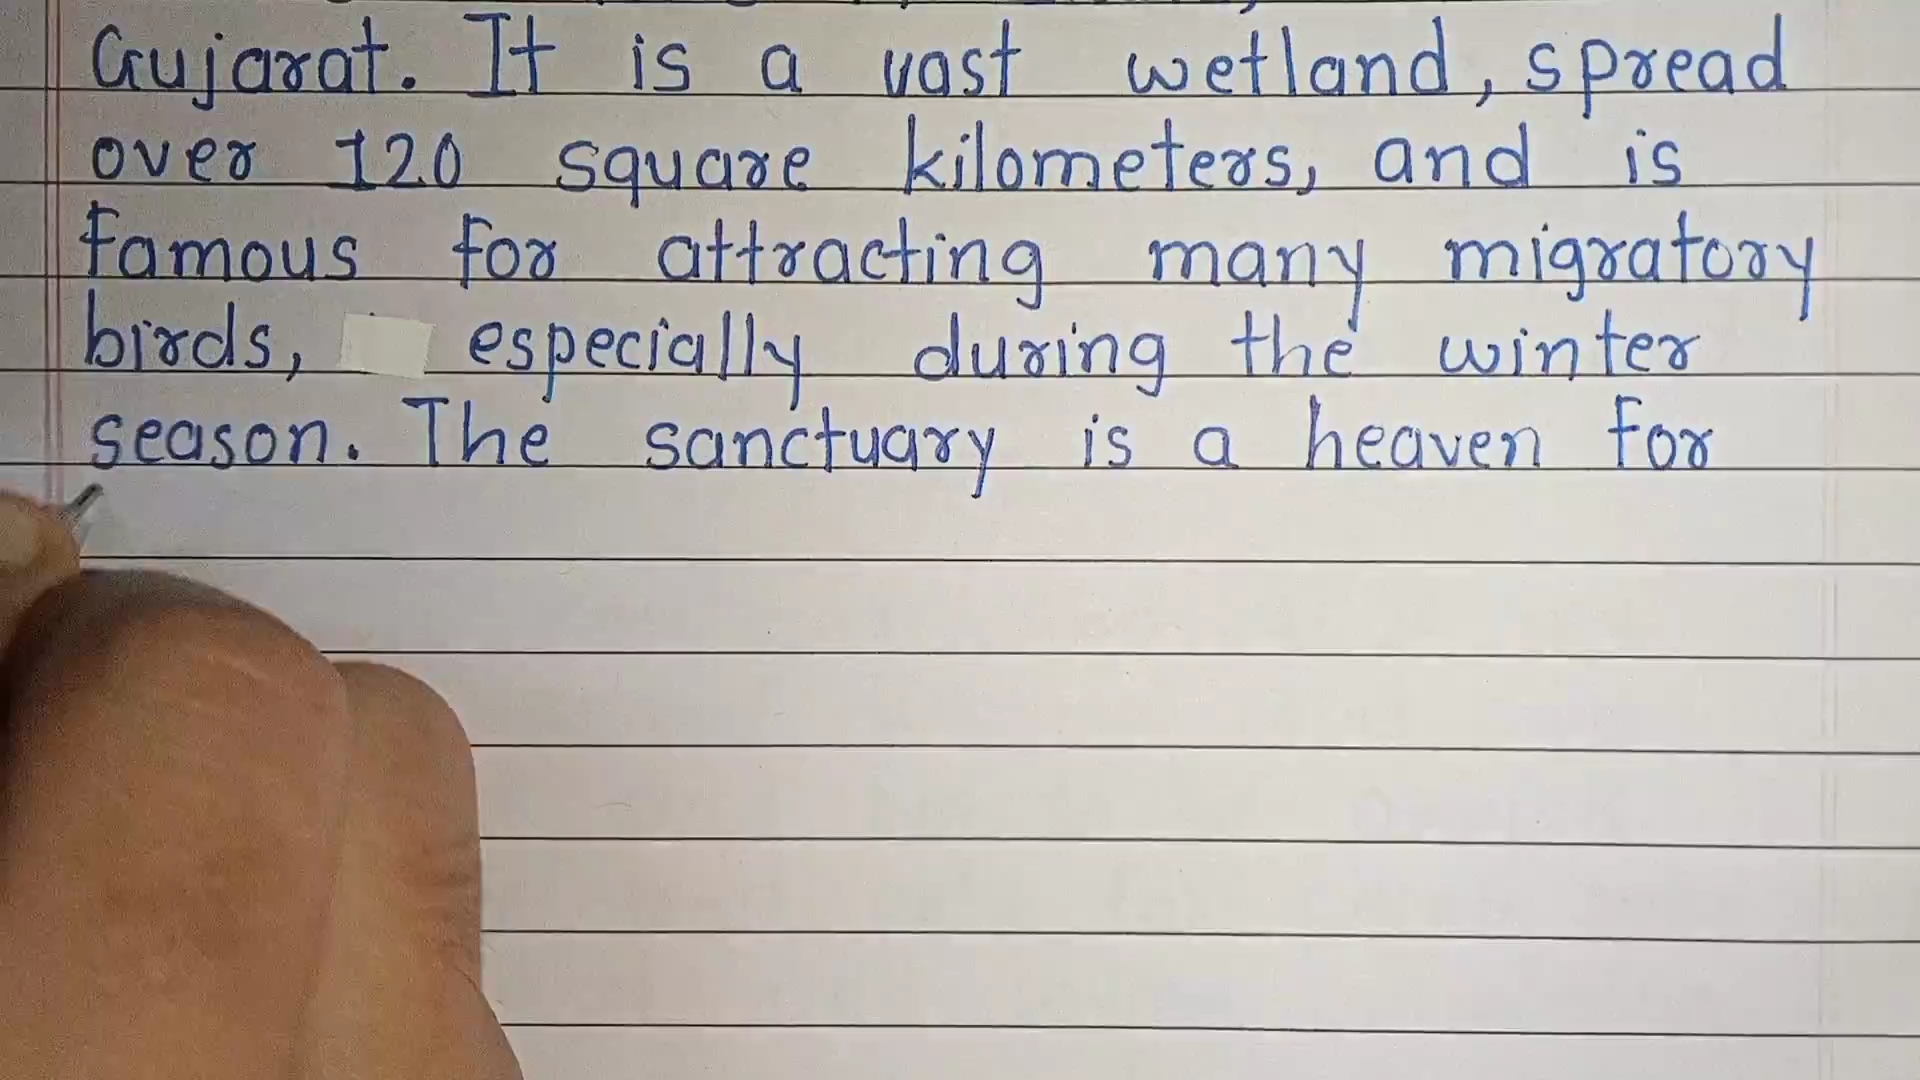 Gujarat. It is a vast wetland, spread
over 120 square kilometers, and is
famous for attracting many migratory
birds, especially during the winter
season. The sanctuary is a heaven for